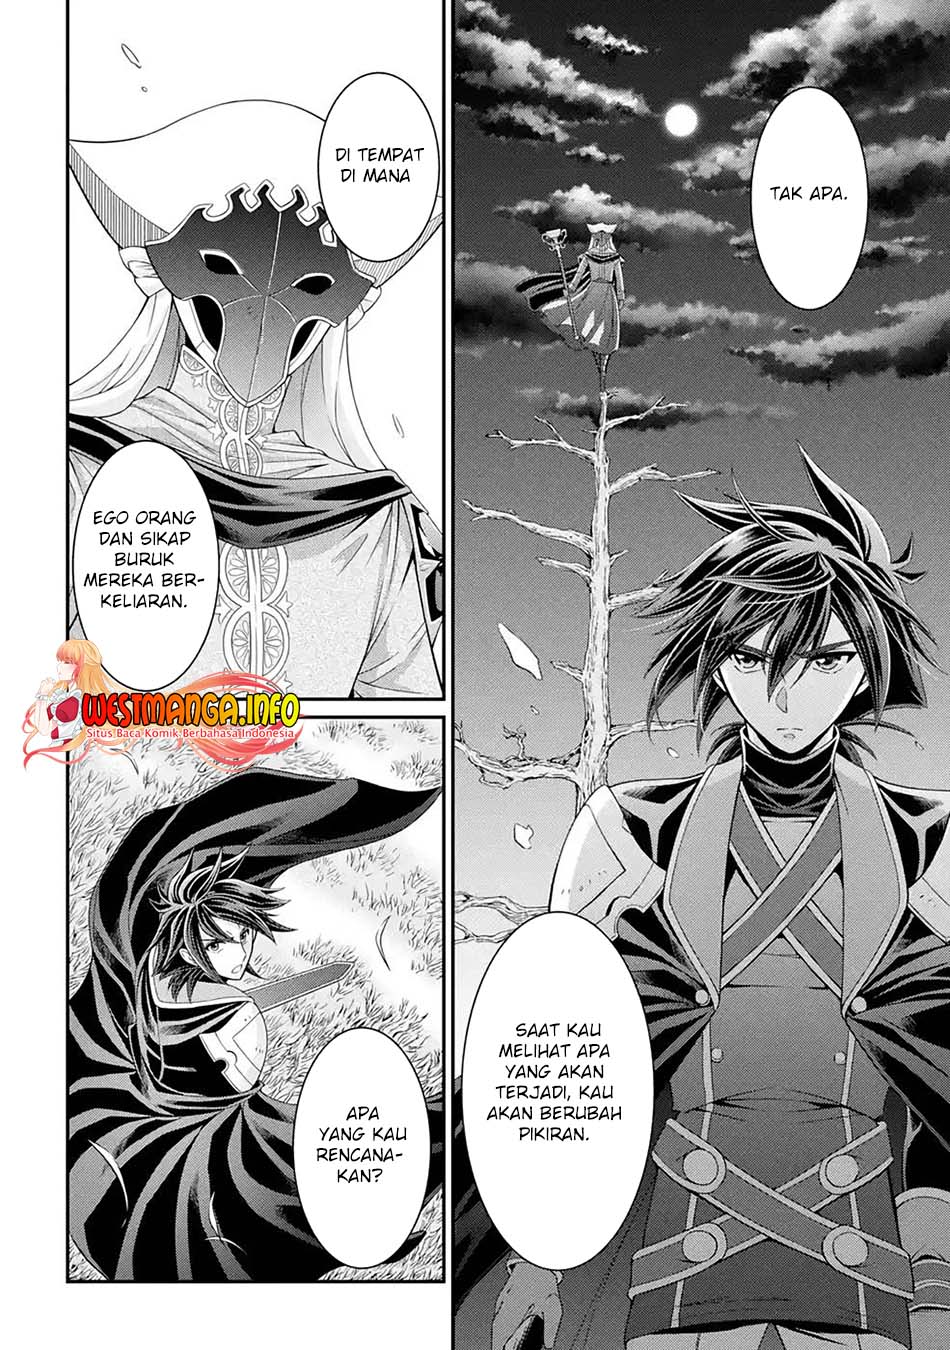 TAK APA.
SAAT KAU
MELIHAT APA
YANG AKAN
TERJADI, KAU
AKAN BERUBAH
PIKIRAN.
DI TEMPAT
DI MANA
EGO ORANG
DAN SIKAP
BURUK
MEREKA BER-
KELIARAN.
WESTMANGA.INFO
Situs Baca Komik Berbahasa Indonesia
APA
YANG KAU
RENCANA-
KAN?